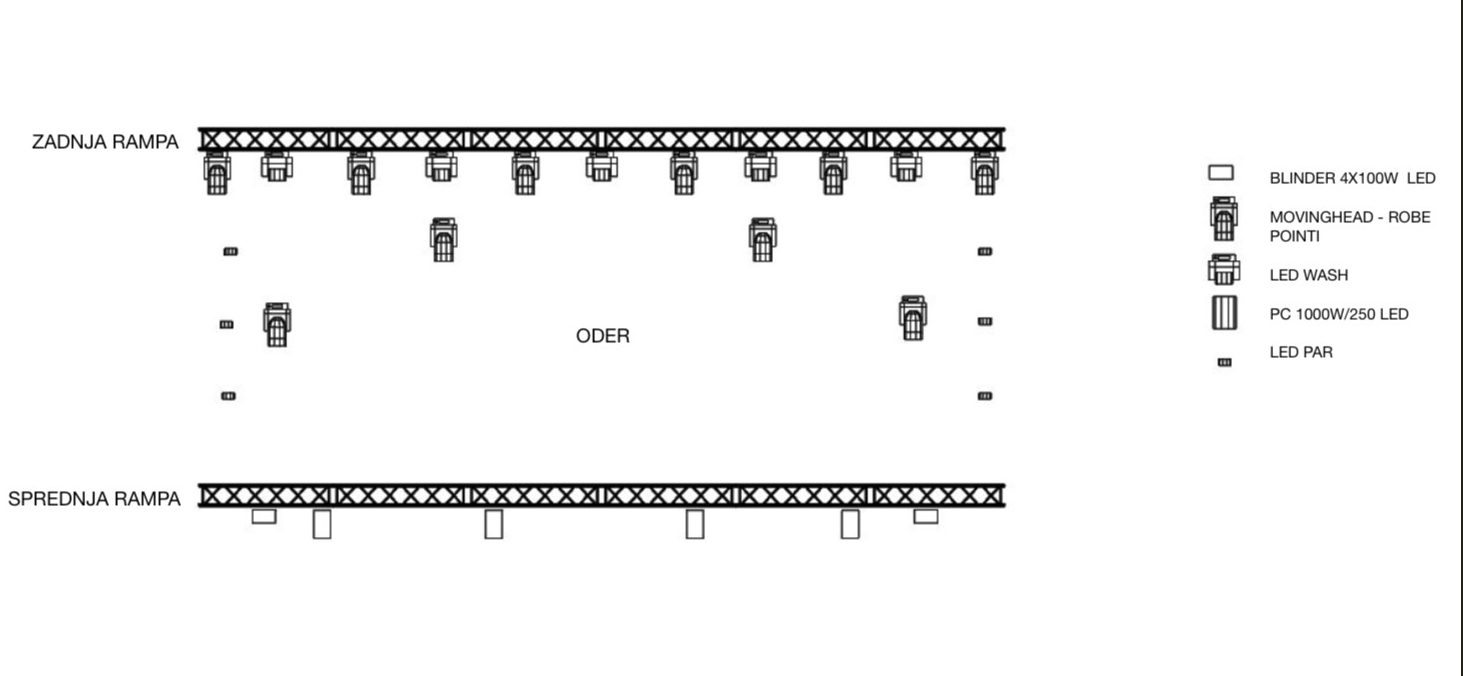 ZADNJA RAMPA
BLINDER 4X100W  LED
MOVINGHEAD - ROBE
POINTI
LED WASH
PC 1000W/250 LED
LED PAR
ODER
SPREDNJA RAMPA